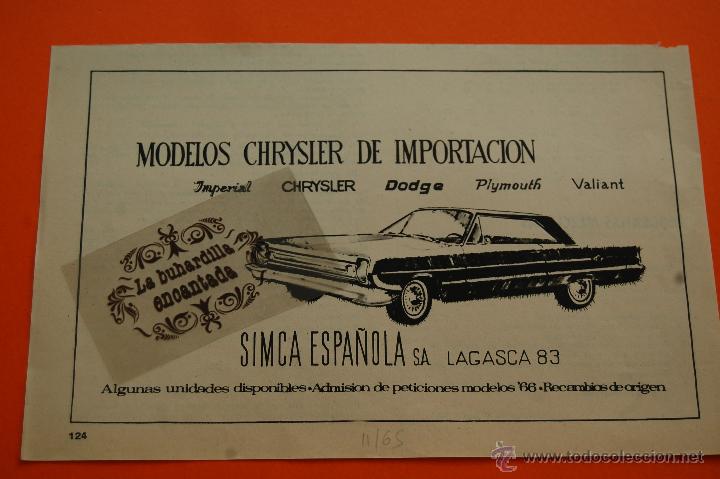 MODELOS CHRYSLER DE IMPORTACION
Imperial CHRYSLER Dodge Plymouth Valiant
La buhardilla
encantada
SIMCA ESPAÑOLA S.A. LAGASCA 83
Algunas unidades disponibles•Admision de peticiones modelos '66•Recambios de origen
124
11/65
© www.todocoleccion.net